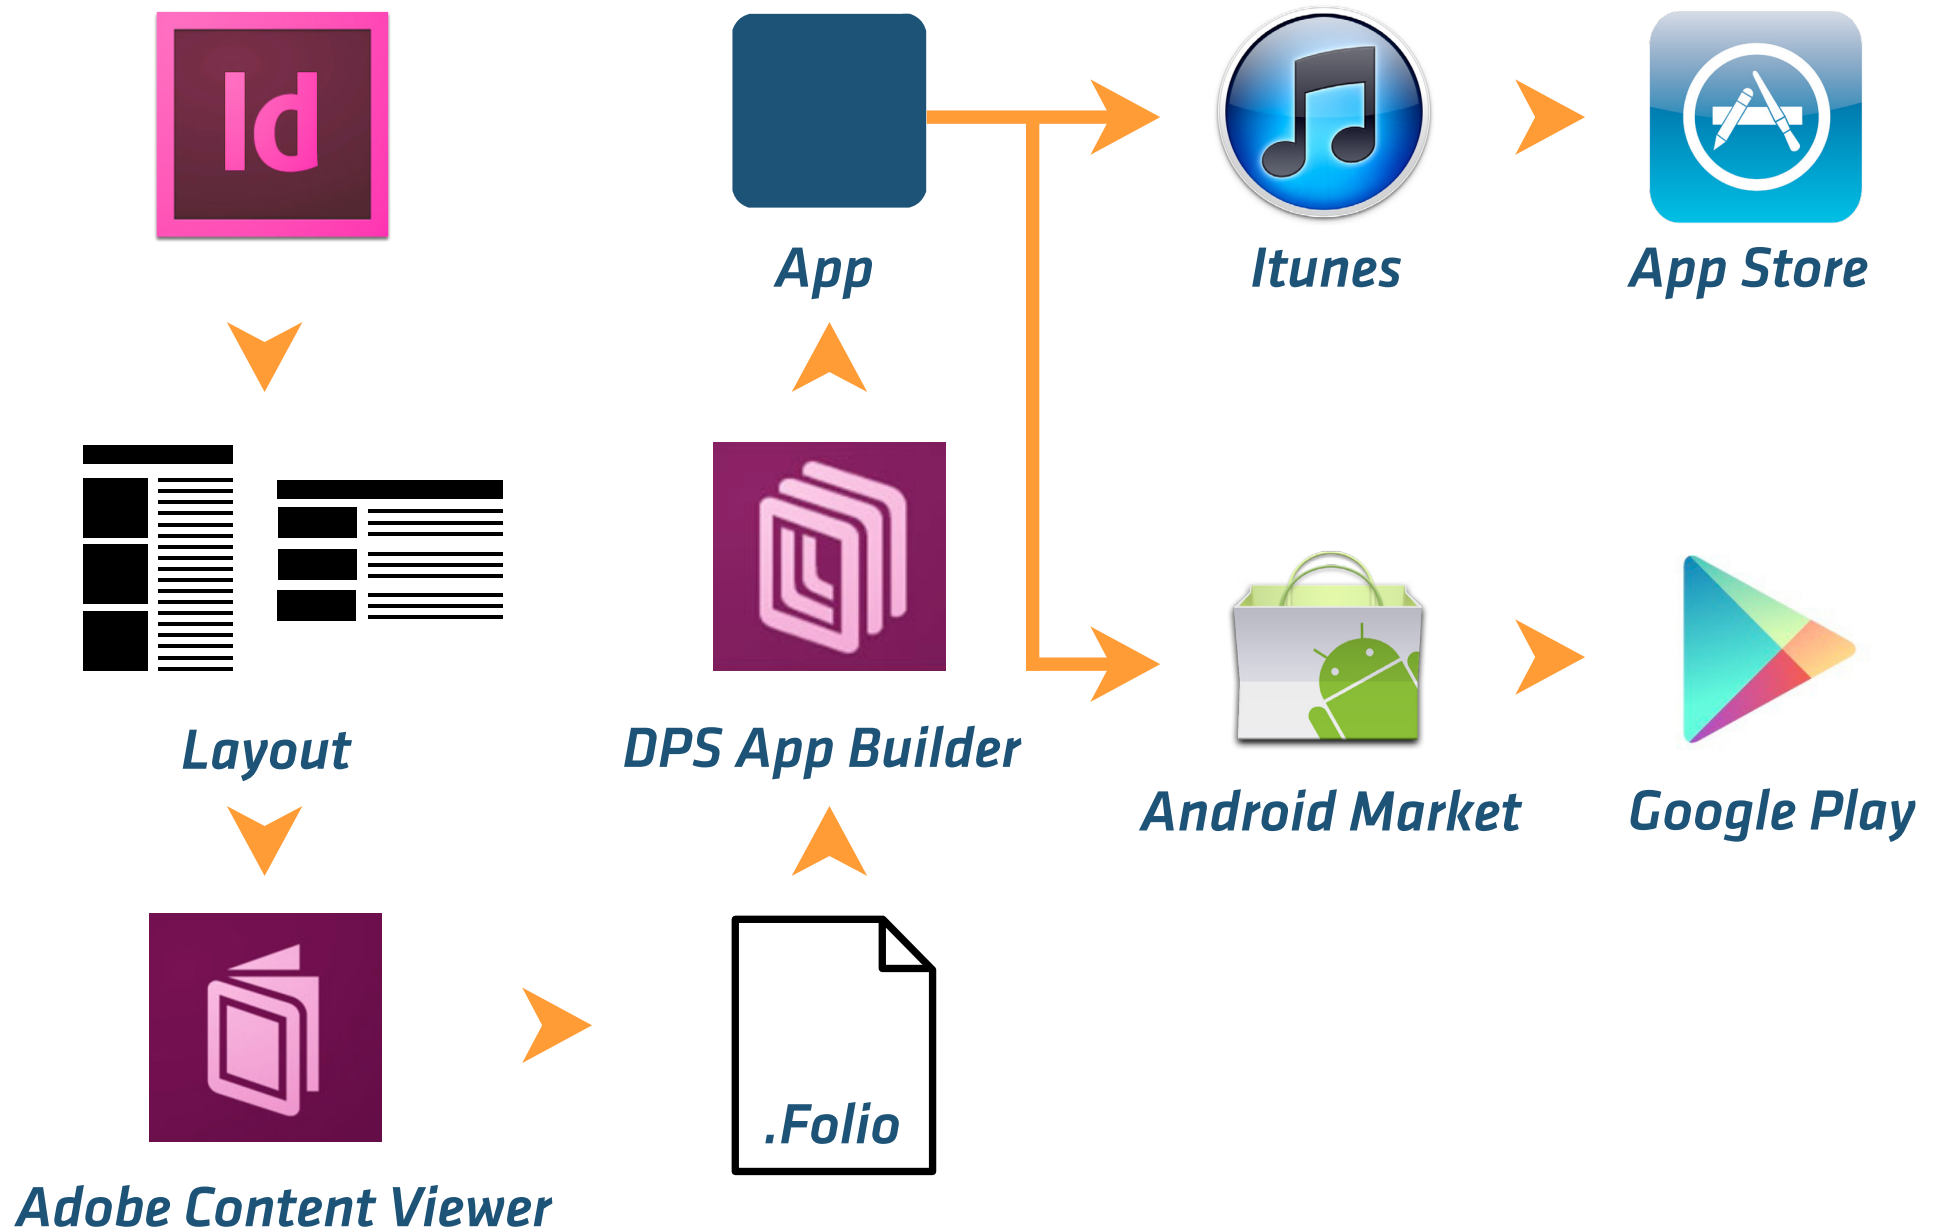 Id
App
Itunes
App Store
Layout
DPS App Builder
Android Market
Google Play
.Folio
Adobe Content Viewer